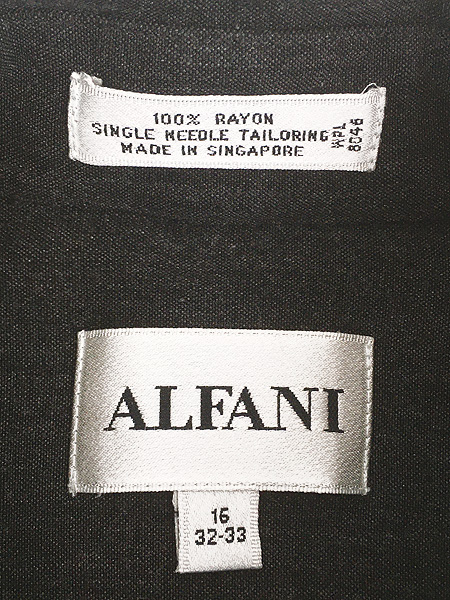 100% RAYON
SINGLE NEEDLE TAILORING
MADE IN SINGAPORE
WPL
8046
ALFANI
16
32-33